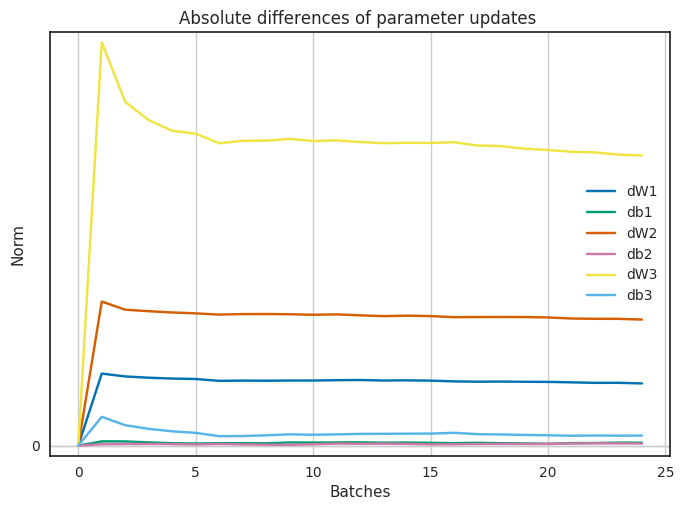 Absolute differences of parameter updates
Norm
0
dW1
db1
dW2
db2
dW3
db3
0 5 10 15 20 25
Batches